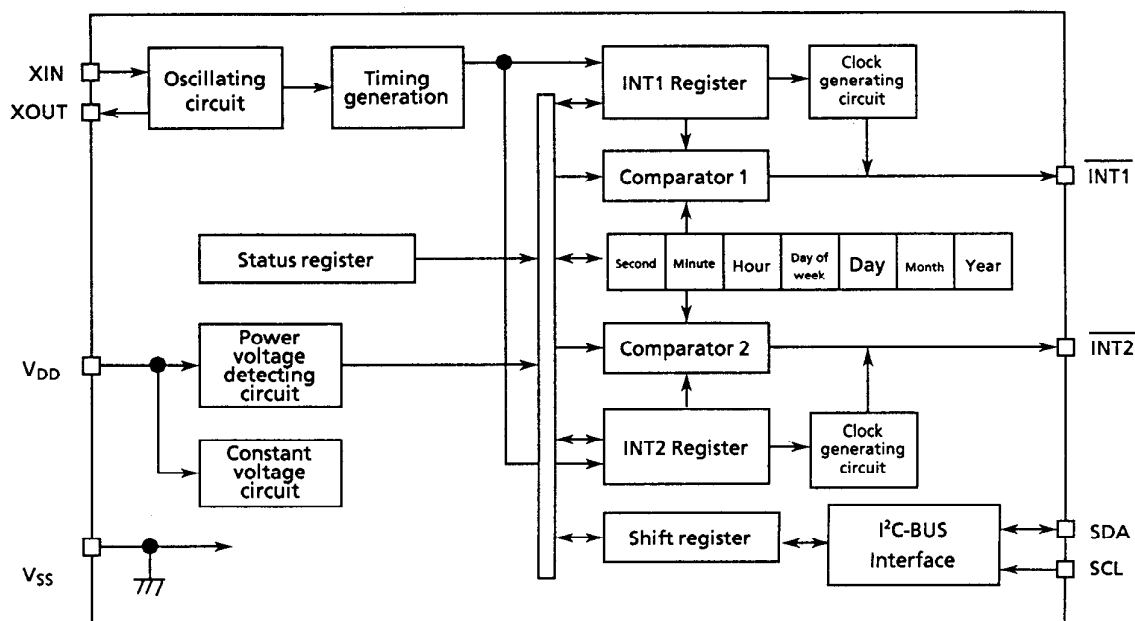 XIN
XOUT
Oscillating
circuit
Timing
generation
INT1 Register
Clock
generating
circuit
Comparator 1
INT1
Status register
Second
Minute
Hour
Day of
week
Day
Month
Year
VDD
Power
voltage
detecting
circuit
Comparator 2
INT2
Constant
voltage
circuit
INT2 Register
Clock
generating
circuit
VSS
Shift register
I²C-BUS
Interface
SDA
SCL